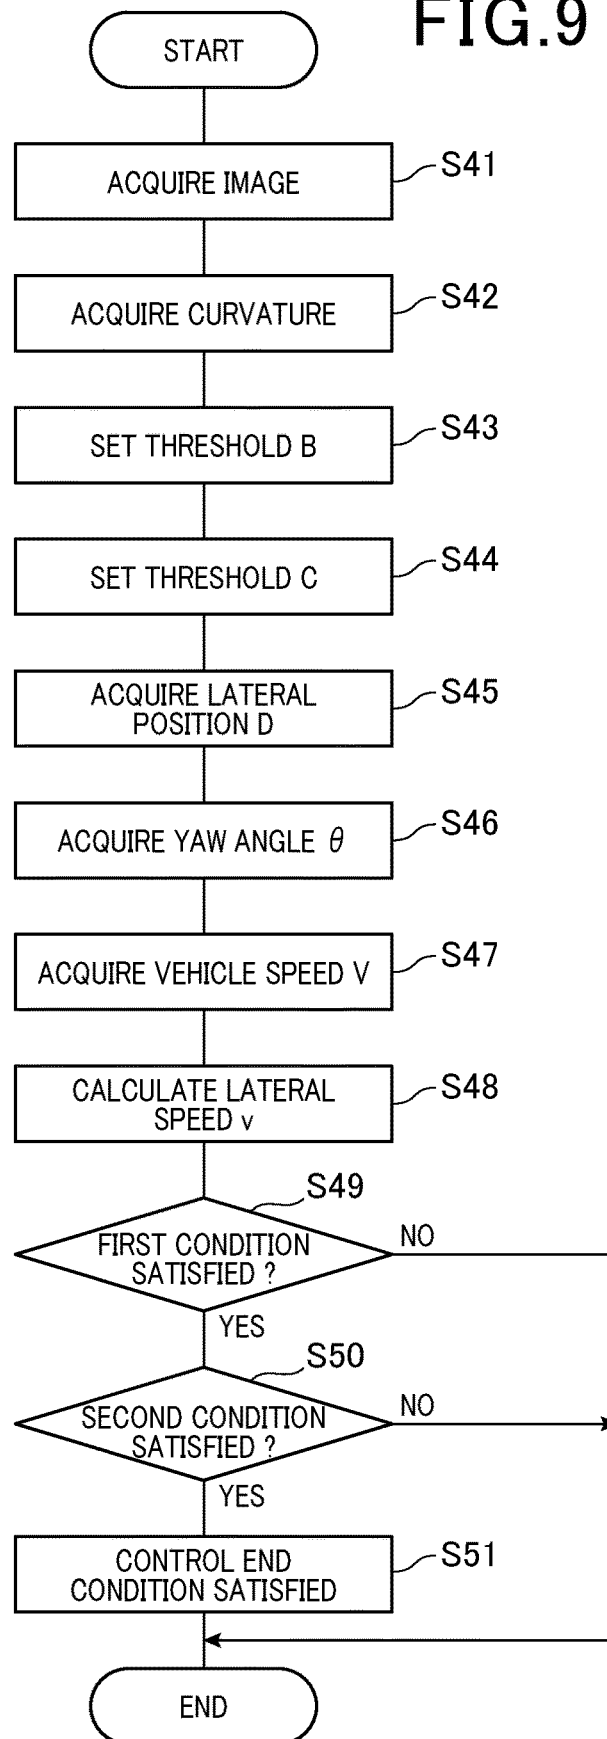 FIG.9
START
ACQUIRE IMAGE
S41
ACQUIRE CURVATURE
S42
SET THRESHOLD B
S43
SET THRESHOLD C
S44
ACQUIRE LATERAL
POSITION D
S45
ACQUIRE YAW ANGLE θ
S46
ACQUIRE VEHICLE SPEED V
S47
CALCULATE LATERAL
SPEED v
S48
S49
FIRST CONDITION
SATISFIED ?
NO
YES
S50
SECOND CONDITION
SATISFIED ?
NO
YES
CONTROL END
CONDITION SATISFIED
S51
END